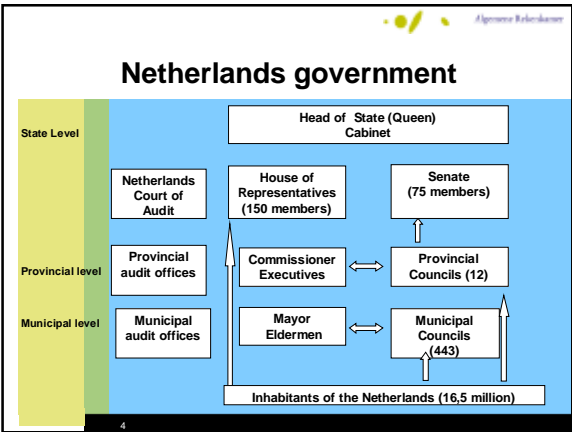 Algemene Rekenkamer
Netherlands government
State Level
Head of State (Queen)
Cabinet
Netherlands
Court of
Audit
House of
Representatives
(150 members)
Senate
(75 members)
Provincial level
Provincial
audit offices
Commissioner
Executives
Provincial
Councils (12)
Municipal level
Municipal
audit offices
Mayor
Eldermen
Municipal
Councils
(443)
Inhabitants of the Netherlands (16,5 million)
4